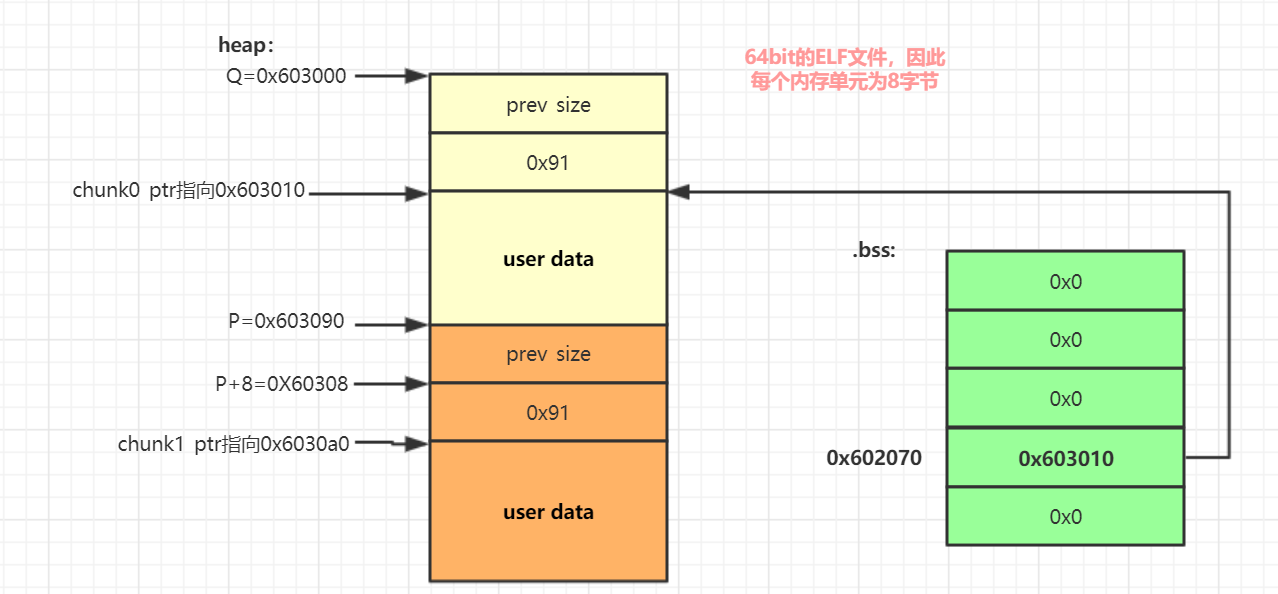 heap：
Q=0x603000
64bit的ELF文件，因此
每个内存单元为8字节
prev size
0x91
chunk0 ptr指向0x603010
user data
.bss:
0x0
P=0x603090
0x0
prev size
P+8=0X60308
0x0
0x91
chunk1 ptr指向0x6030a0
0x602070
0x603010
user data
0x0